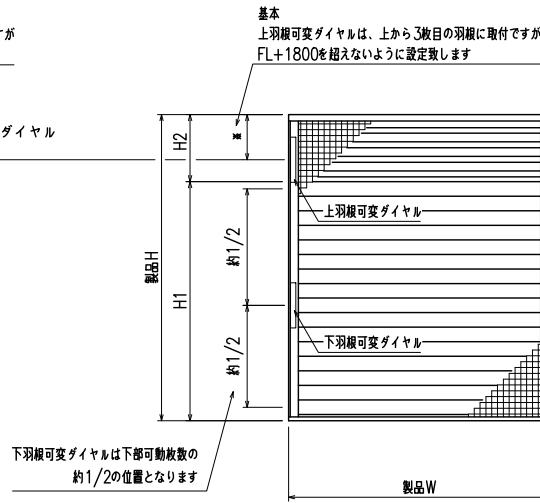 基本
上羽根可変ダイヤルは、上から3枚目の羽根に取付ですが
FL+1800を超えないように設定致します
すが
ダイヤル
H2
※
製品H
H1
約1/2
約1/2
上羽根可変ダイヤル
下羽根可変ダイヤル
下羽根可変ダイヤルは下部可動枚数の
約1/2の位置となります
製品W